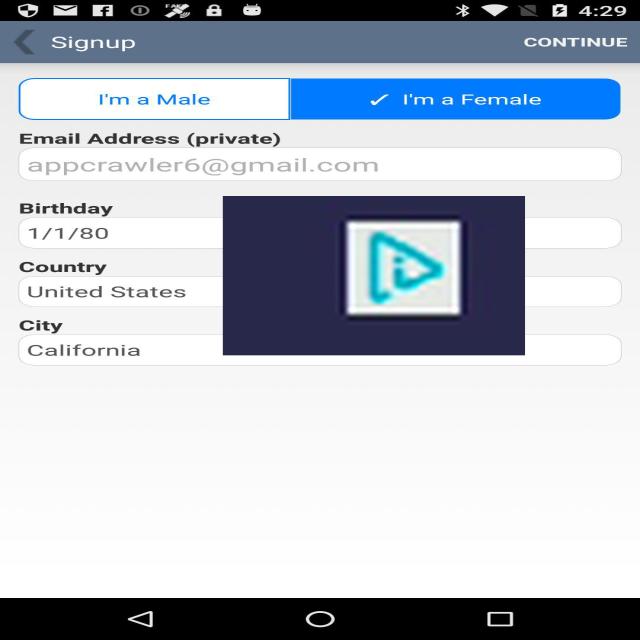 4:29
Signup CONTINUE
I'm a Male I'm a Female
Email Address (private)
appcrawler6@gmail.com
Birthday
1/1/80
Country
United States
City
California